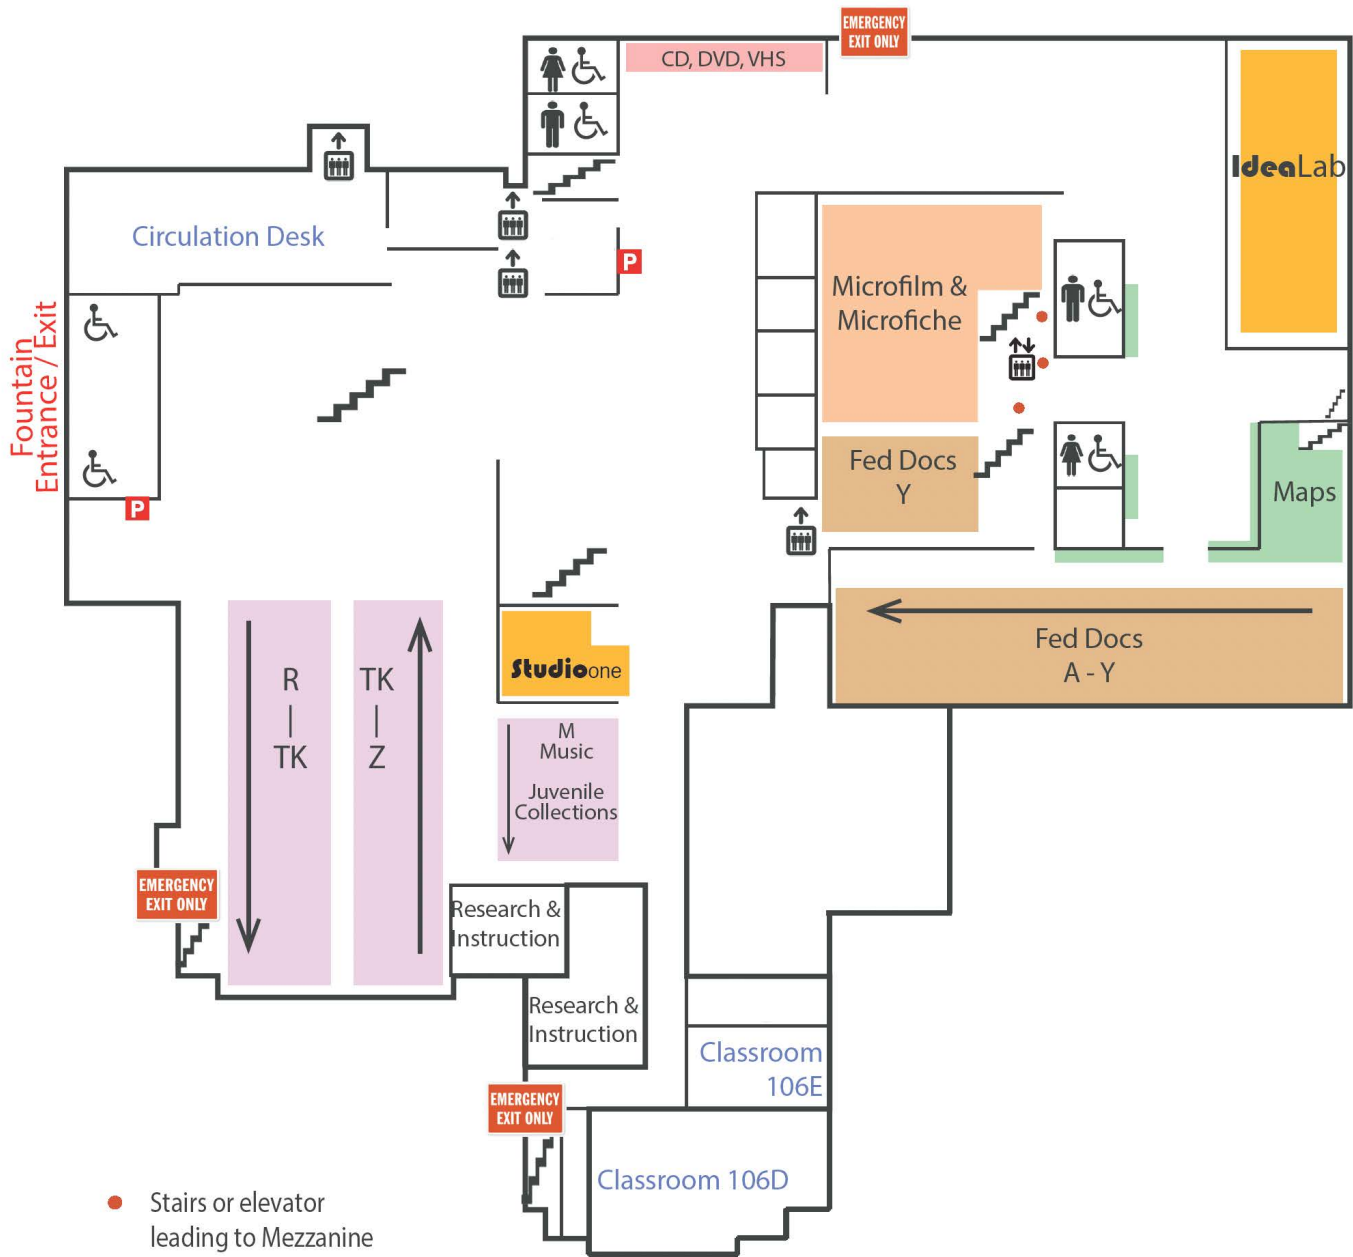 EMERGENCY
EXIT ONLY
CD, DVD, VHS
IdeaLab
Circulation Desk
P
Microfilm &
Microfiche
Fountain
Entrance / Exit
Fed Docs
Y
Maps
P
Fed Docs
A - Y
R
|
TK
TK
|
Z
Studioone
M
Music
Juvenile
Collections
EMERGENCY
EXIT ONLY
Research &
Instruction
Research &
Instruction
Classroom
106E
EMERGENCY
EXIT ONLY
Classroom 106D
Stairs or elevator
leading to Mezzanine